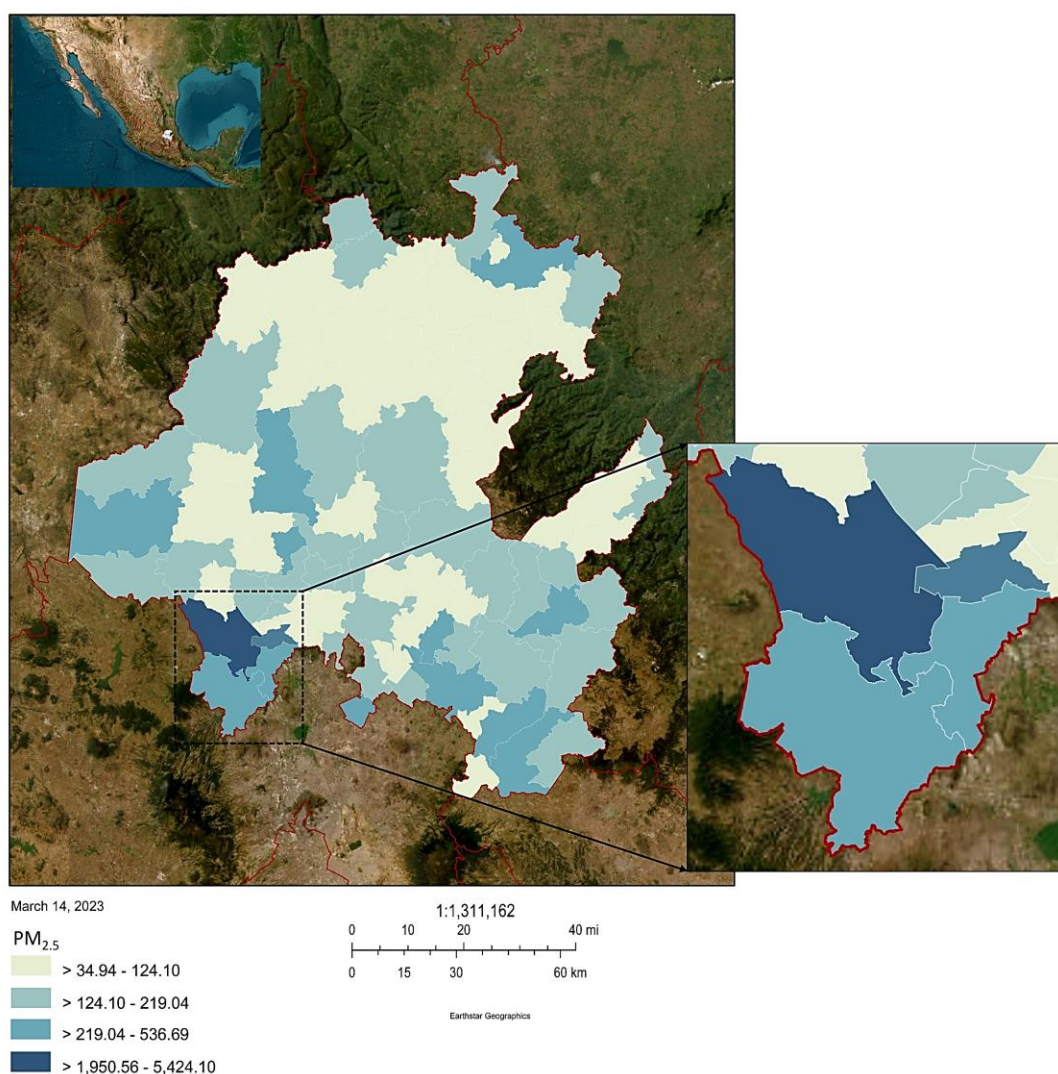 March 14, 2023
PM2.5
> 34.94 - 124.10
> 124.10 - 219.04
> 219.04 - 536.69
> 1,950.56 - 5,424.10
1:1,311,162
0 10 20 40 mi
0 15 30 60 km
Earthstar Geographics